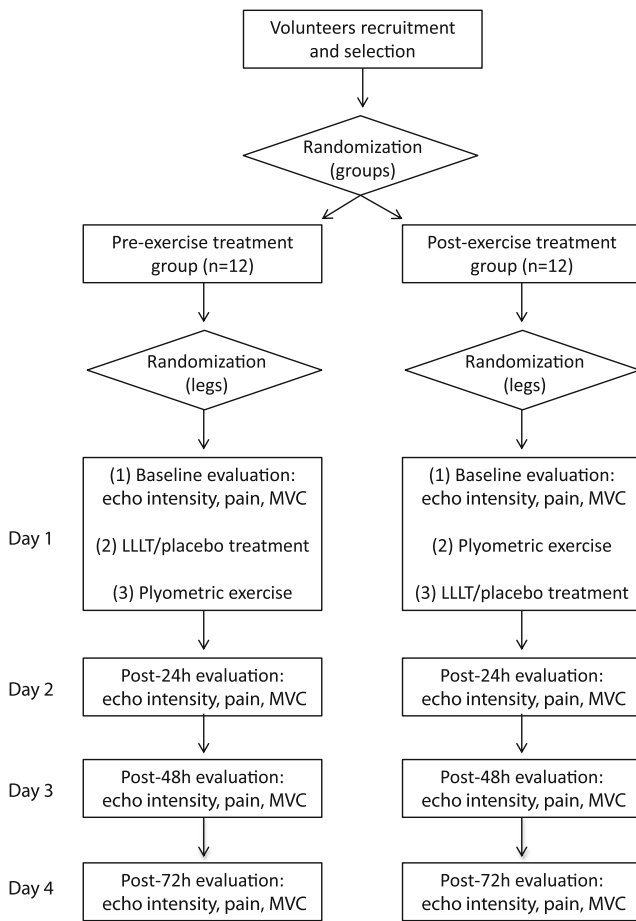 Volunteers recruitment
and selection
Randomization
(groups)
Pre-exercise treatment
group (n=12)
Post-exercise treatment
group (n=12)
Randomization
(legs)
Randomization
(legs)
Day 1
(1) Baseline evaluation:
echo intensity, pain, MVC
(2) LLLT/placebo treatment
(3) Plyometric exercise
(1) Baseline evaluation:
echo intensity, pain, MVC
(2) Plyometric exercise
(3) LLLT/placebo treatment
Day 2
Post-24h evaluation:
echo intensity, pain, MVC
Post-24h evaluation:
echo intensity, pain, MVC
Day 3
Post-48h evaluation:
echo intensity, pain, MVC
Post-48h evaluation:
echo intensity, pain, MVC
Day 4
Post-72h evaluation:
echo intensity, pain, MVC
Post-72h evaluation:
echo intensity, pain, MVC